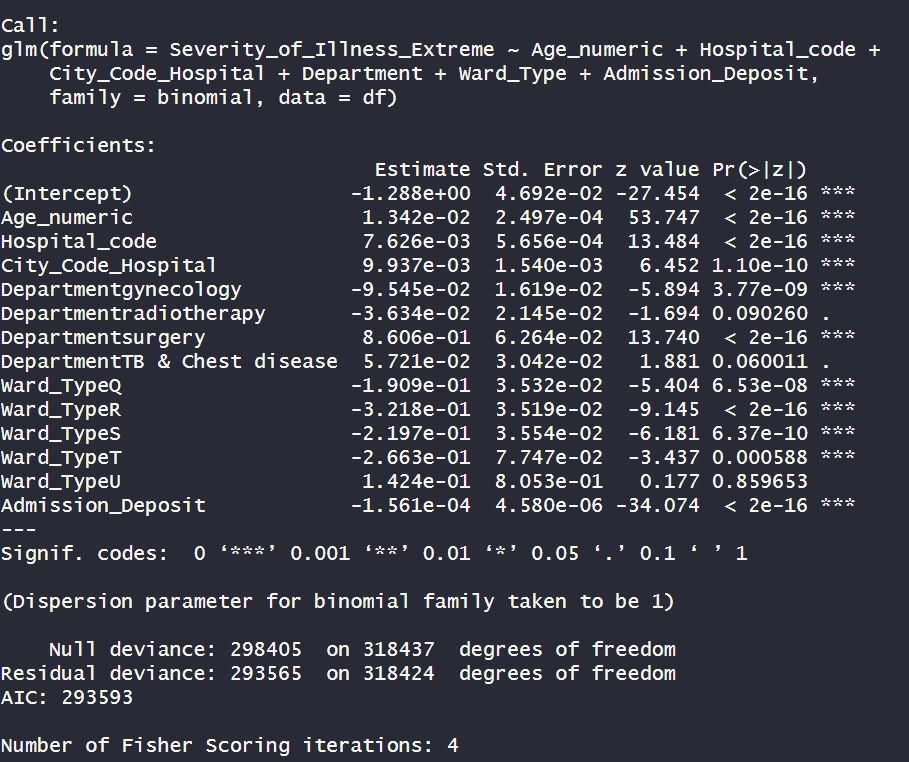 Call:
glm(formula = Severity_of_Illness_Extreme ~ Age_numeric + Hospital_code +
    City_Code_Hospital + Department + Ward_Type + Admission_Deposit,
    family = binomial, data = df)

Coefficients:
                               Estimate Std. Error z value Pr(>|z|)
(Intercept)                  -1.288e+00  4.692e-02 -27.454  < 2e-16 ***
Age_numeric                   1.342e-02  2.497e-04  53.747  < 2e-16 ***
Hospital_code                 7.626e-03  5.656e-04  13.484  < 2e-16 ***
City_Code_Hospital            9.937e-03  1.540e-03   6.452 1.10e-10 ***
Departmentgynecology         -9.545e-02  1.619e-02  -5.894 3.77e-09 ***
Departmentradiotherapy       -3.634e-02  2.145e-02  -1.694 0.090260 .
Departmentsurgery             8.606e-01  6.264e-02  13.740  < 2e-16 ***
DepartmentTB & Chest disease  5.721e-02  3.042e-02   1.881 0.060011 .
Ward_TypeQ                   -1.909e-01  3.532e-02  -5.404 6.53e-08 ***
Ward_TypeR                   -3.218e-01  3.519e-02  -9.145  < 2e-16 ***
Ward_TypeS                   -2.197e-01  3.554e-02  -6.181 6.37e-10 ***
Ward_TypeT                   -2.663e-01  7.747e-02  -3.437 0.000588 ***
Ward_TypeU                    1.424e-01  8.053e-01   0.177 0.859653
Admission_Deposit            -1.561e-04  4.580e-06 -34.074  < 2e-16 ***
---
Signif. codes:  0 ‘***’ 0.001 ‘**’ 0.01 ‘*’ 0.05 ‘.’ 0.1 ‘ ’ 1

(Dispersion parameter for binomial family taken to be 1)

    Null deviance: 298405  on 318437  degrees of freedom
Residual deviance: 293565  on 318424  degrees of freedom
AIC: 293593

Number of Fisher Scoring iterations: 4